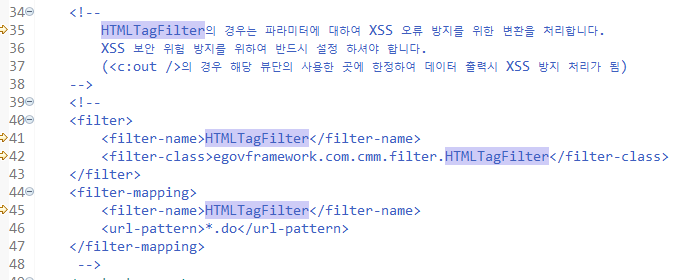 34 <!--
35 HTMLTagFilter의 경우는 파라미터에 대하여 XSS 오류 방지를 위한 변환을 처리합니다.
36 XSS 보안 위험 방지를 위하여 반드시 설정 하셔야 합니다.
37 (<c:out />의 경우 해당 뷰단의 사용한 곳에 한정하여 데이터 출력시 XSS 방지 처리가 됨)
38 -->
39 <!--
40 <filter>
41 <filter-name>HTMLTagFilter</filter-name>
42 <filter-class>egovframework.com.cmm.filter.HTMLTagFilter</filter-class>
43 </filter>
44 <filter-mapping>
45 <filter-name>HTMLTagFilter</filter-name>
46 <url-pattern>*.do</url-pattern>
47 </filter-mapping>
48 -->